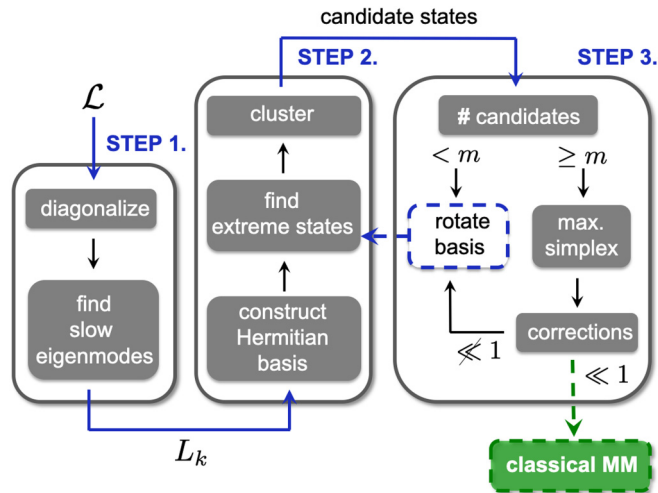 candidate states
STEP 1.
ℒ
diagonalize
find
slow
eigenmodes
L_k
STEP 2.
cluster
find
extreme states
construct
Hermitian
basis
STEP 3.
# candidates
< m
≥ m
rotate
basis
max.
simplex
corrections
≪̸ 1
≪ 1
classical MM